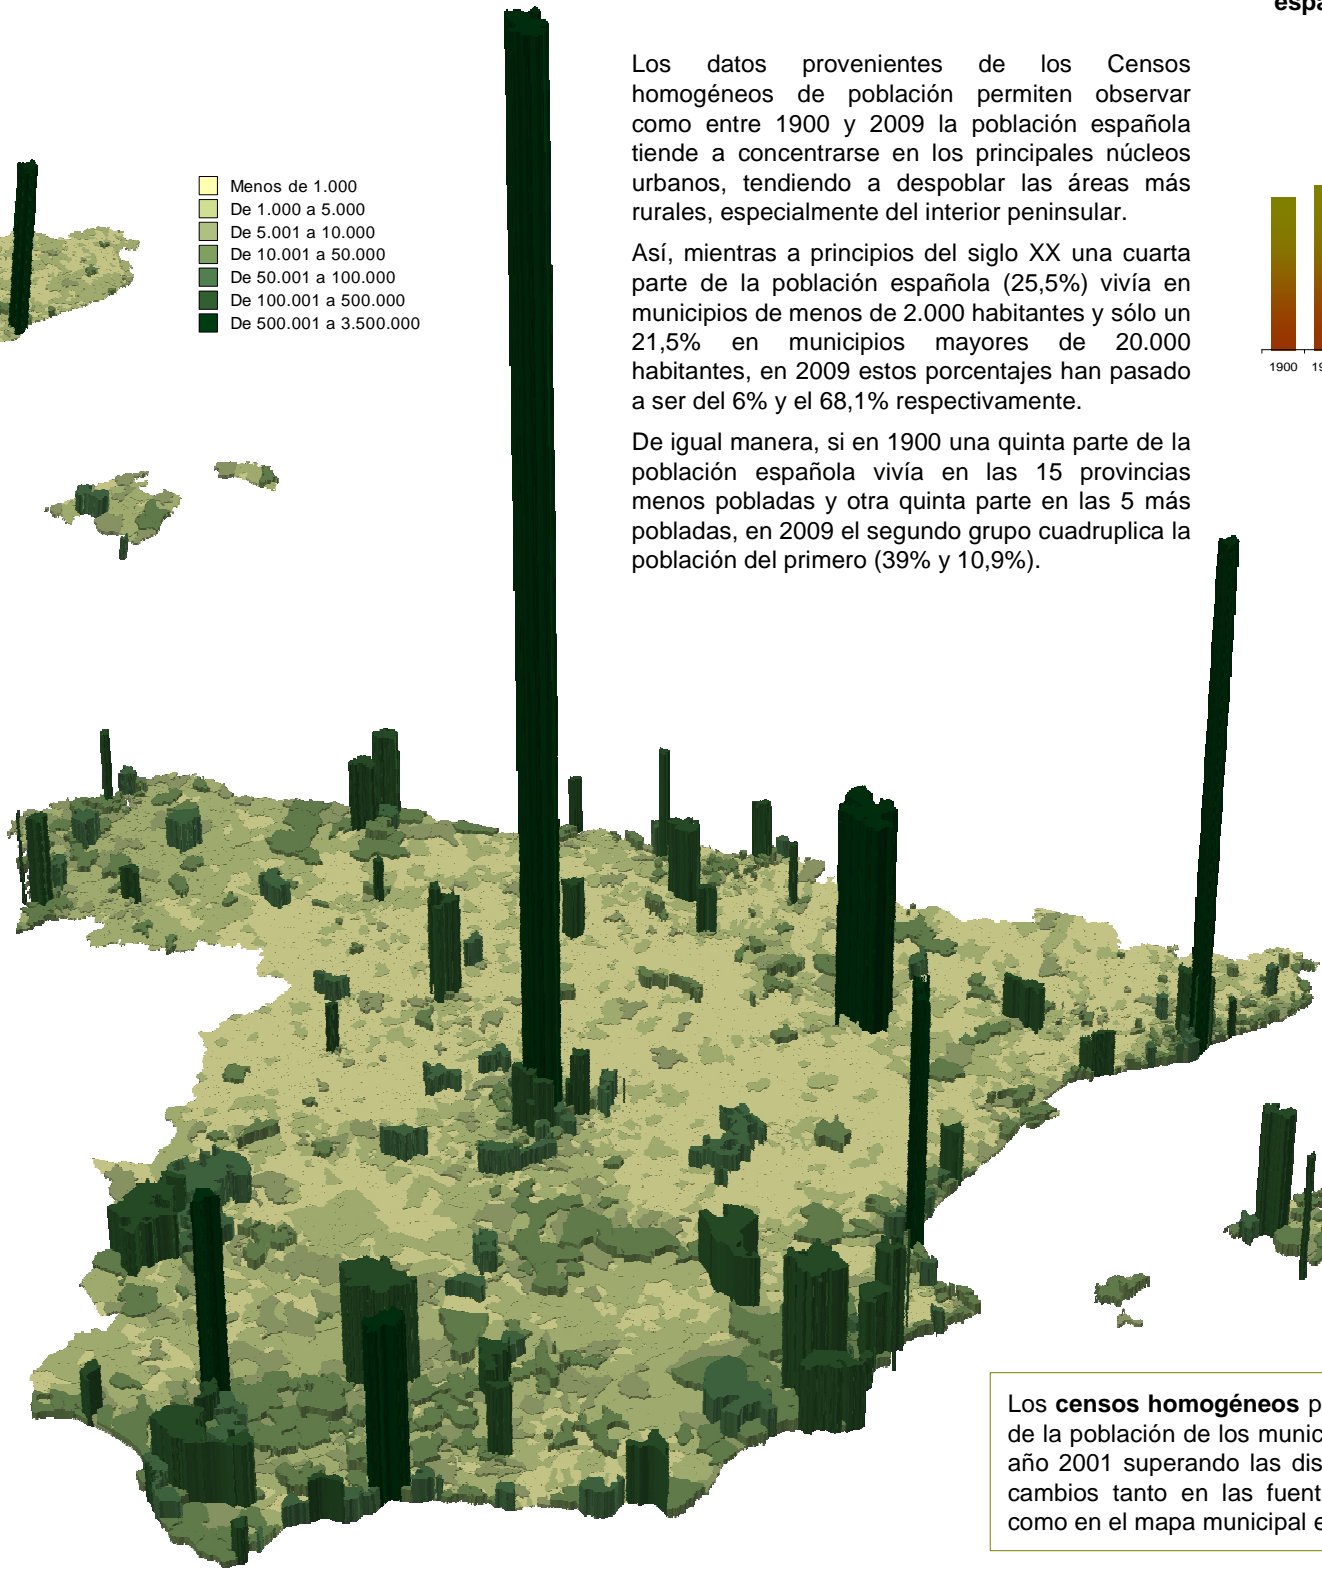 espa
Los datos provenientes de los Censos
homogéneos de población permiten observar
como entre 1900 y 2009 la población española
tiende a concentrarse en los principales núcleos
urbanos, tendiendo a despoblar las áreas más
rurales, especialmente del interior peninsular.
Así, mientras a principios del siglo XX una cuarta
parte de la población española (25,5%) vivía en
municipios de menos de 2.000 habitantes y sólo un
21,5% en municipios mayores de 20.000
habitantes, en 2009 estos porcentajes han pasado
a ser del 6% y el 68,1% respectivamente.
De igual manera, si en 1900 una quinta parte de la
población española vivía en las 15 provincias
menos pobladas y otra quinta parte en las 5 más
pobladas, en 2009 el segundo grupo cuadruplica la
población del primero (39% y 10,9%).
Menos de 1.000
De 1.000 a 5.000
De 5.001 a 10.000
De 10.001 a 50.000
De 50.001 a 100.000
De 100.001 a 500.000
De 500.001 a 3.500.000
1900 19
Los censos homogéneos p
de la población de los munic
año 2001 superando las dis
cambios tanto en las fuent
como en el mapa municipal e